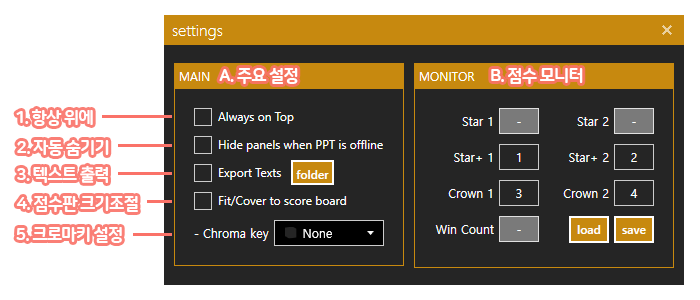 settings
MAIN A. 주요 설정
1. 항상 위에 Always on Top
2. 자동 숨기기 Hide panels when PPT is offline
3. 텍스트 출력 Export Texts folder
4. 점수판 크기조절 Fit/Cover to score board
5. 크로마키 설정 - Chroma key None
MONITOR B. 점수 모니터
Star 1 - Star 2 -
Star+ 1 1 Star+ 2 2
Crown 1 3 Crown 2 4
Win Count - load save